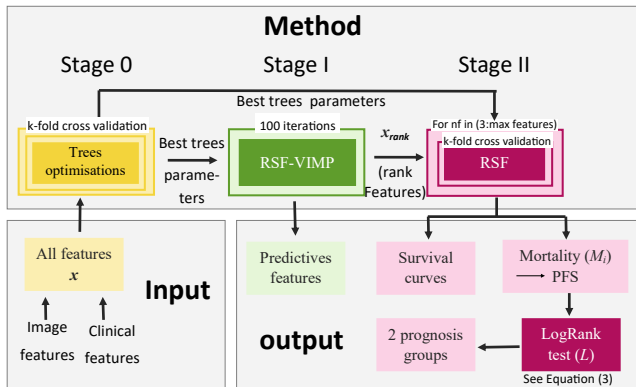 Method
Stage 0
Stage I
Stage II
Best trees parameters
k-fold cross validation
Trees
optimisations
Best trees
parame-
ters
100 iterations
RSF-VIMP
xrank
(rank
Features)
For nf in (3:max features)
k-fold cross validation
RSF
All features
x
Image
features
Clinical
features
Input
Predictives
features
Survival
curves
Mortality (Mi)
→ PFS
output
2 prognosis
groups
LogRank
test (L)
See Equation (3)